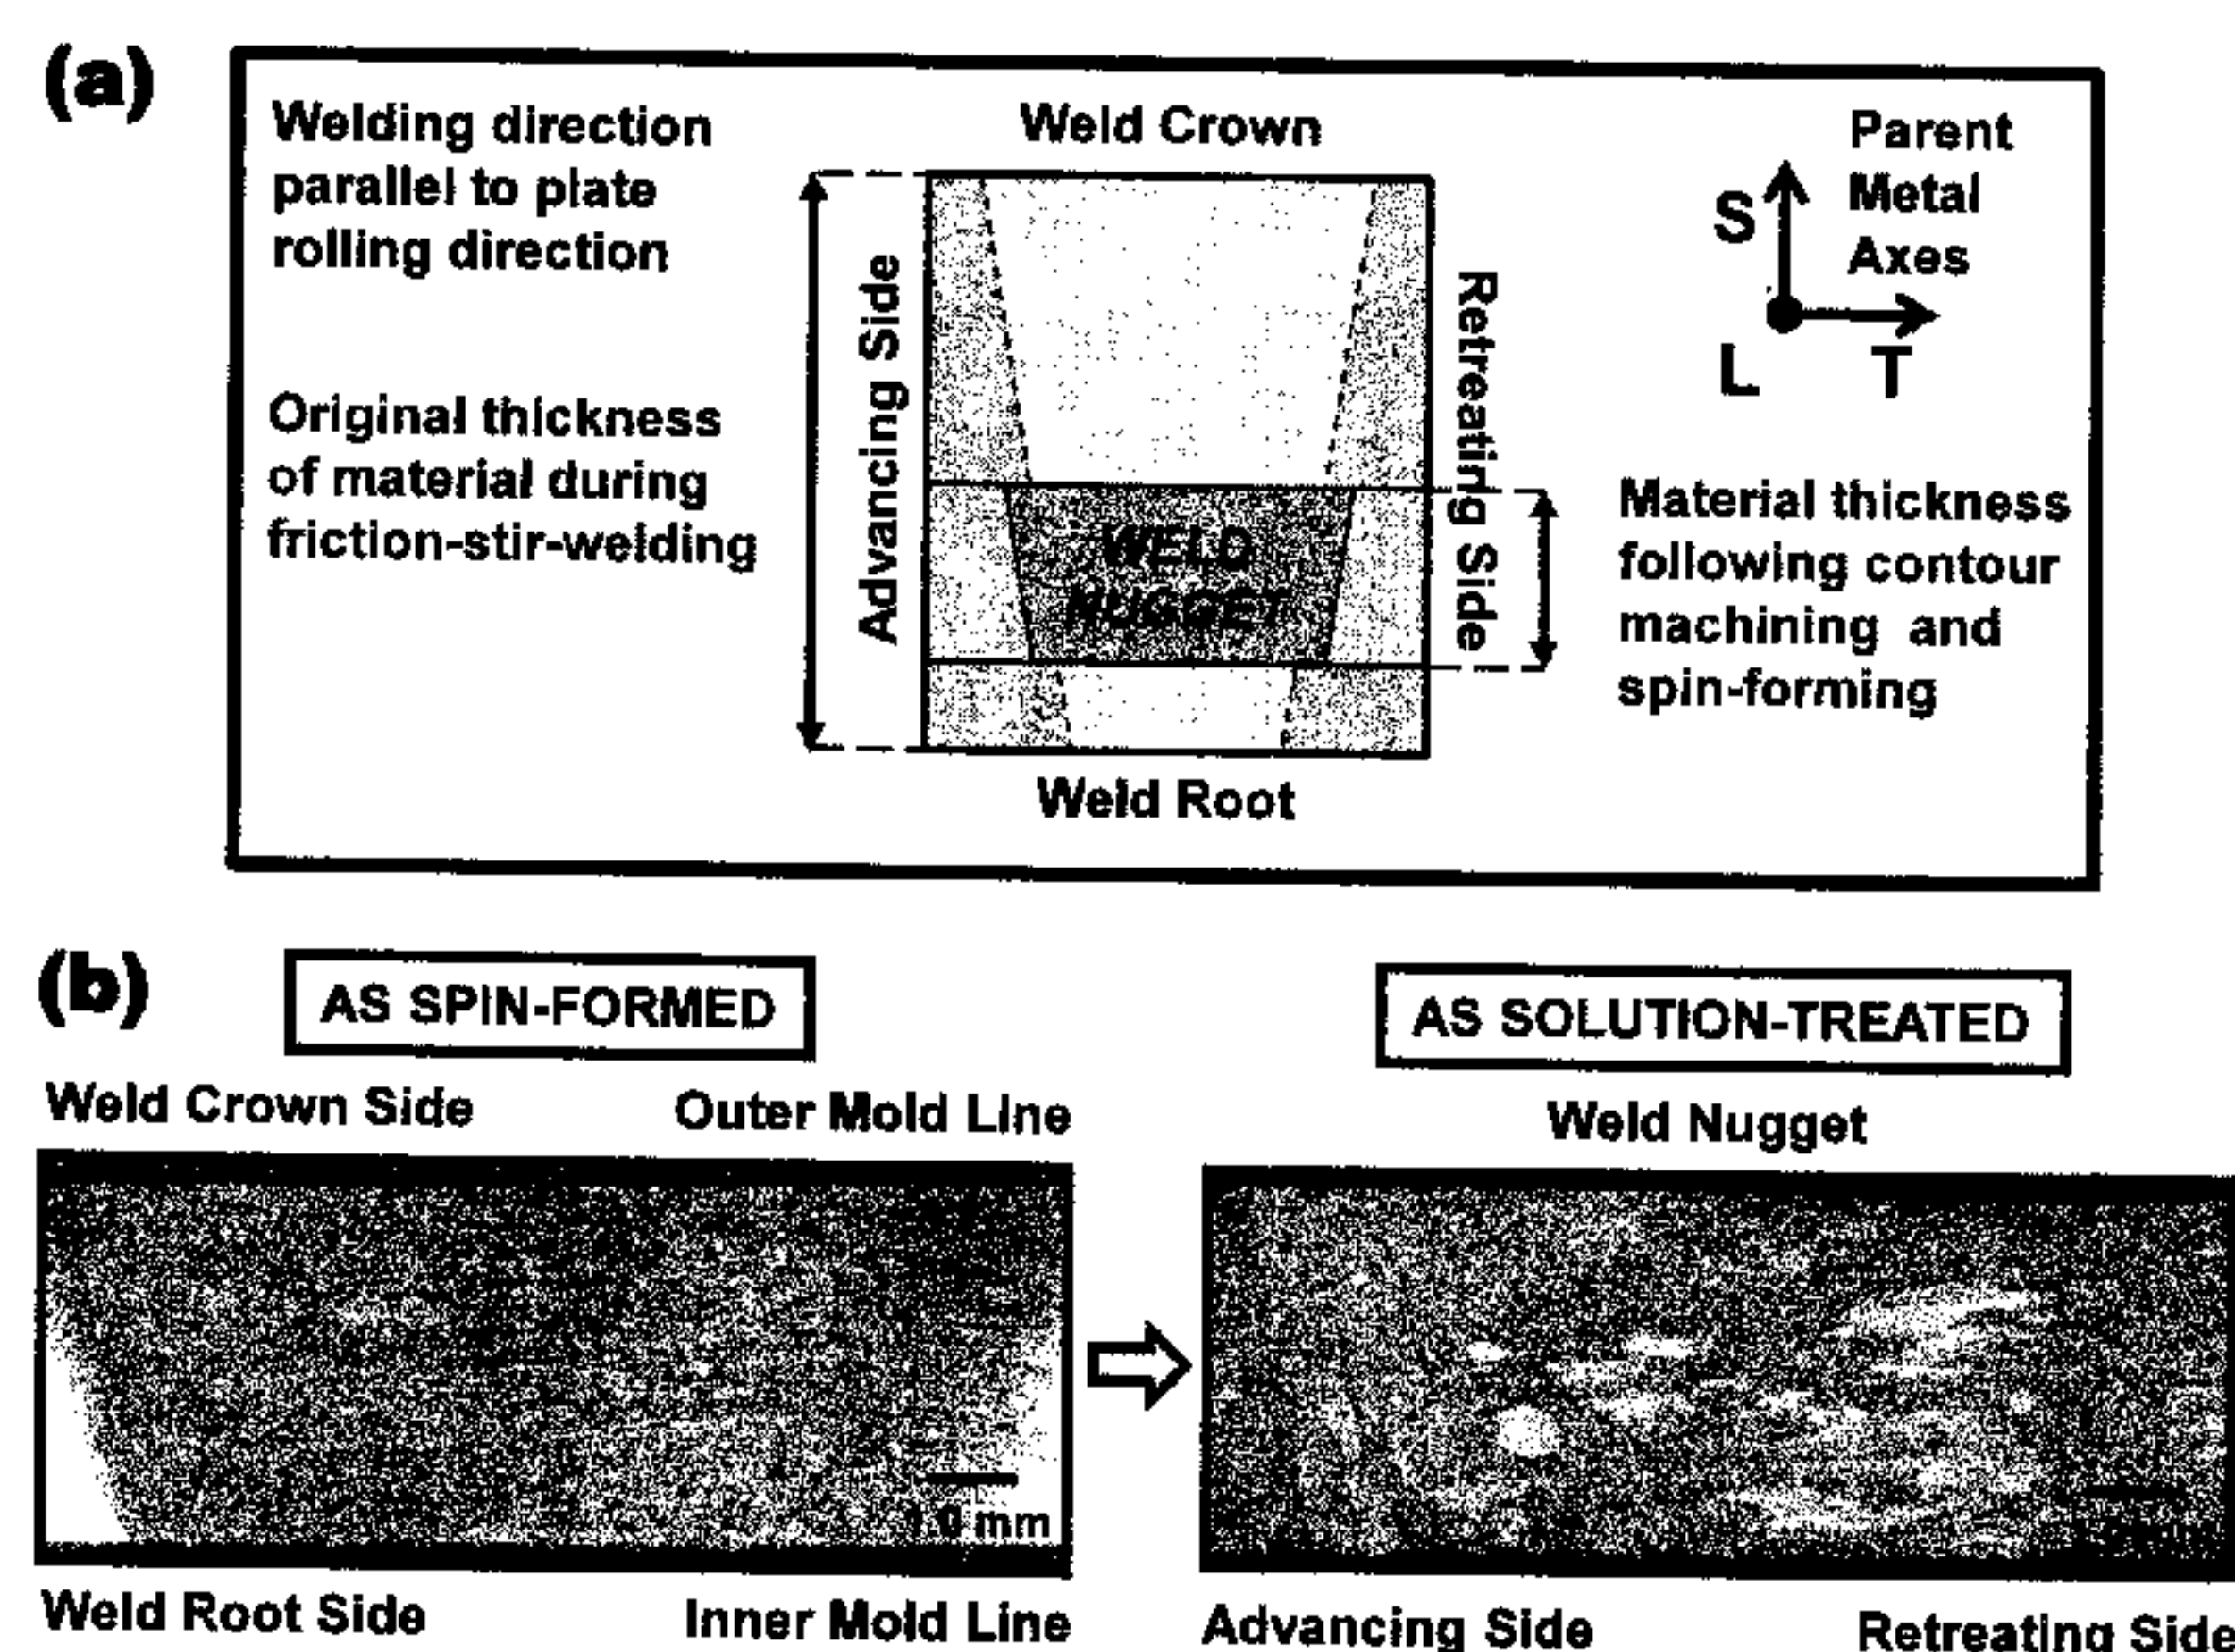 (a)
Welding direction
parallel to plate
rolling direction
Original thickness
of material during
friction-stir-welding
Weld Crown
Advancing Side
Retreating Side
WELD
NUGGET
Weld Root
Parent
Metal
Axes
S
L T
Material thickness
following contour
machining and
spin-forming
(b)
AS SPIN-FORMED
Weld Crown Side Outer Mold Line
1.0 mm
Weld Root Side Inner Mold Line
AS SOLUTION-TREATED
Weld Nugget
Advancing Side Retreating Side